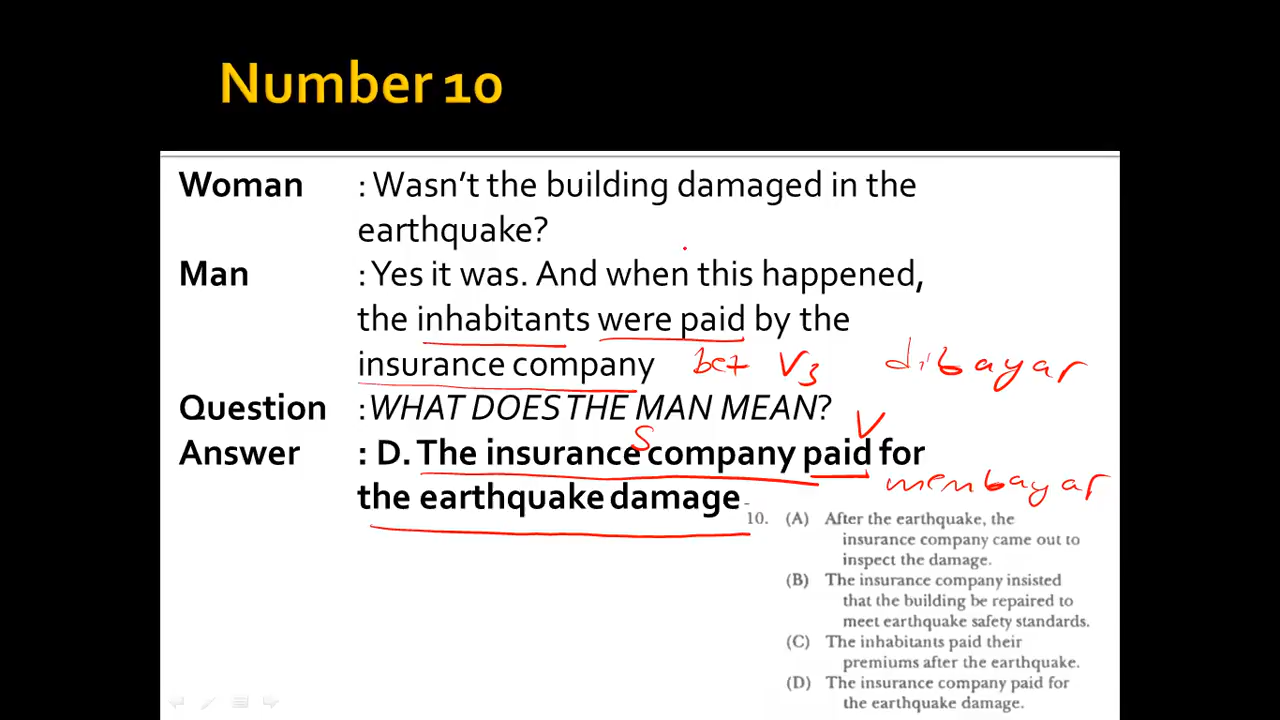 Number 10
Woman : Wasn't the building damaged in the
earthquake?
Man : Yes it was. And when this happened,
the inhabitants were paid by the
insurance company V3 dibayar
Question : WHAT DOES THE MAN MEAN?
S V
Answer : D. The insurance company paid for
membayar
the earthquake damage
10. (A) After the earthquake, the
insurance company came out to
inspect the damage.
(B) The insurance company insisted
that the building be repaired to
meet earthquake safety standards.
(C) The inhabitants paid their
premiums after the earthquake.
(D) The insurance company paid for
the earthquake damage.